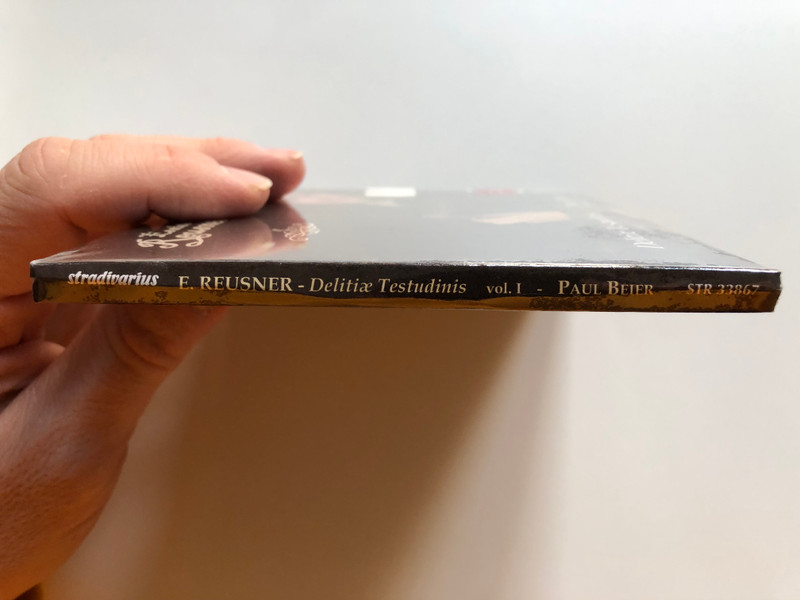 stradivarius E. REUSNER - Delitiæ Testudinis vol. I - PAUL BEIER STR 33867